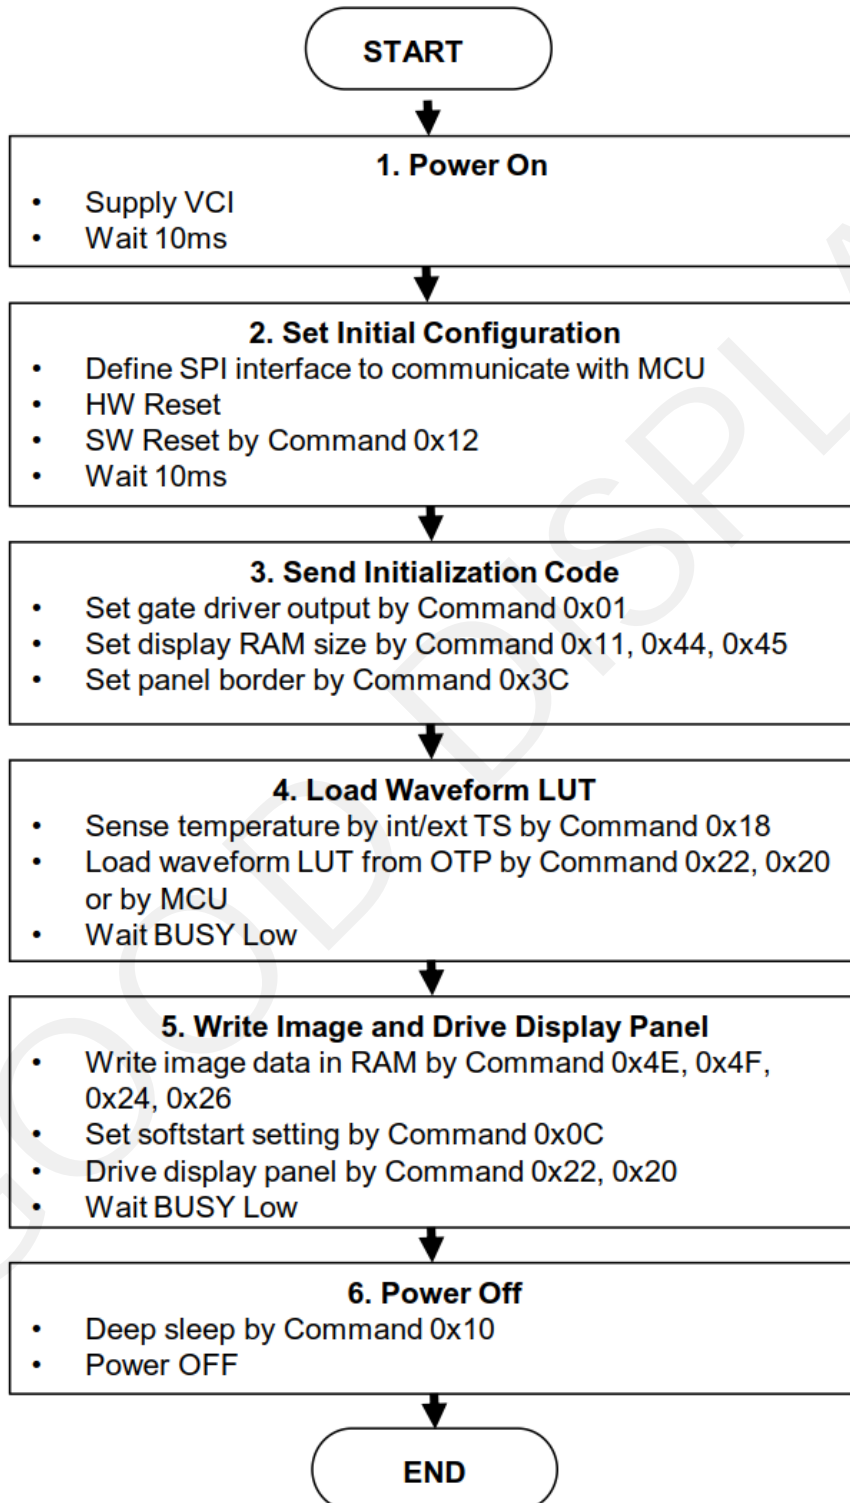 START
1. Power On
• Supply VCI
• Wait 10ms
2. Set Initial Configuration
• Define SPI interface to communicate with MCU
• HW Reset
• SW Reset by Command 0x12
• Wait 10ms
3. Send Initialization Code
• Set gate driver output by Command 0x01
• Set display RAM size by Command 0x11, 0x44, 0x45
• Set panel border by Command 0x3C
4. Load Waveform LUT
• Sense temperature by int/ext TS by Command 0x18
• Load waveform LUT from OTP by Command 0x22, 0x20
or by MCU
• Wait BUSY Low
5. Write Image and Drive Display Panel
• Write image data in RAM by Command 0x4E, 0x4F,
0x24, 0x26
• Set softstart setting by Command 0x0C
• Drive display panel by Command 0x22, 0x20
• Wait BUSY Low
6. Power Off
• Deep sleep by Command 0x10
• Power OFF
END
GOOD DISPLA